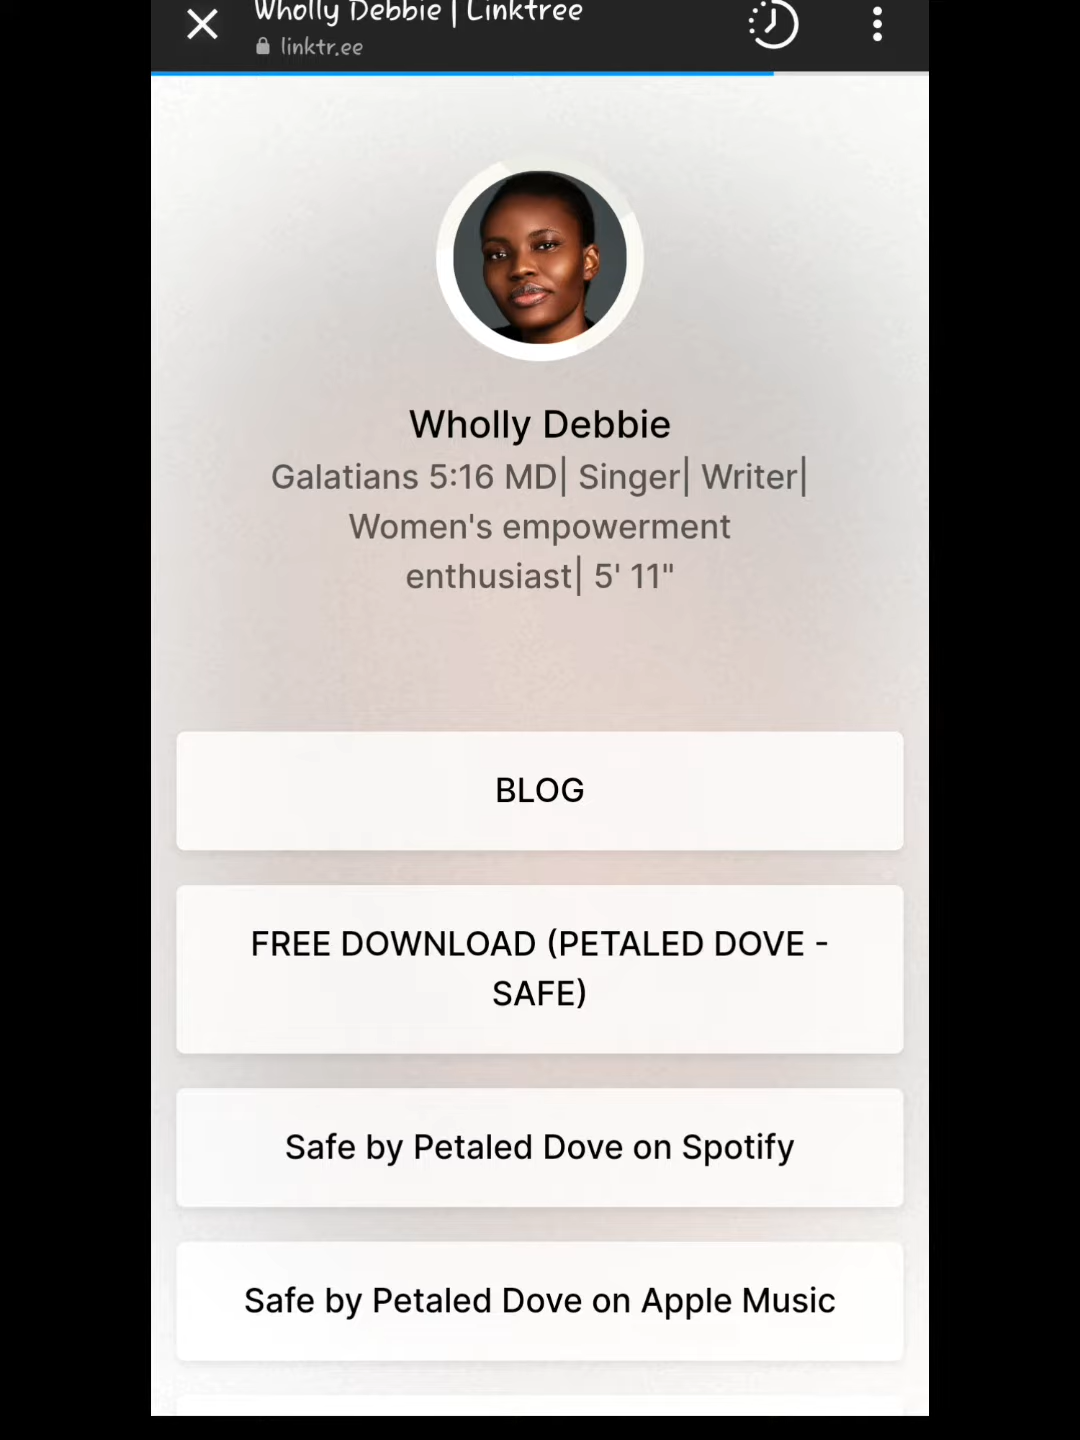 Wholly Debbie | Linktree
linktr.ee
Wholly Debbie
Galatians 5:16 MD| Singer| Writer|
Women's empowerment
enthusiast| 5' 11"
BLOG
FREE DOWNLOAD (PETALED DOVE -
SAFE)
Safe by Petaled Dove on Spotify
Safe by Petaled Dove on Apple Music